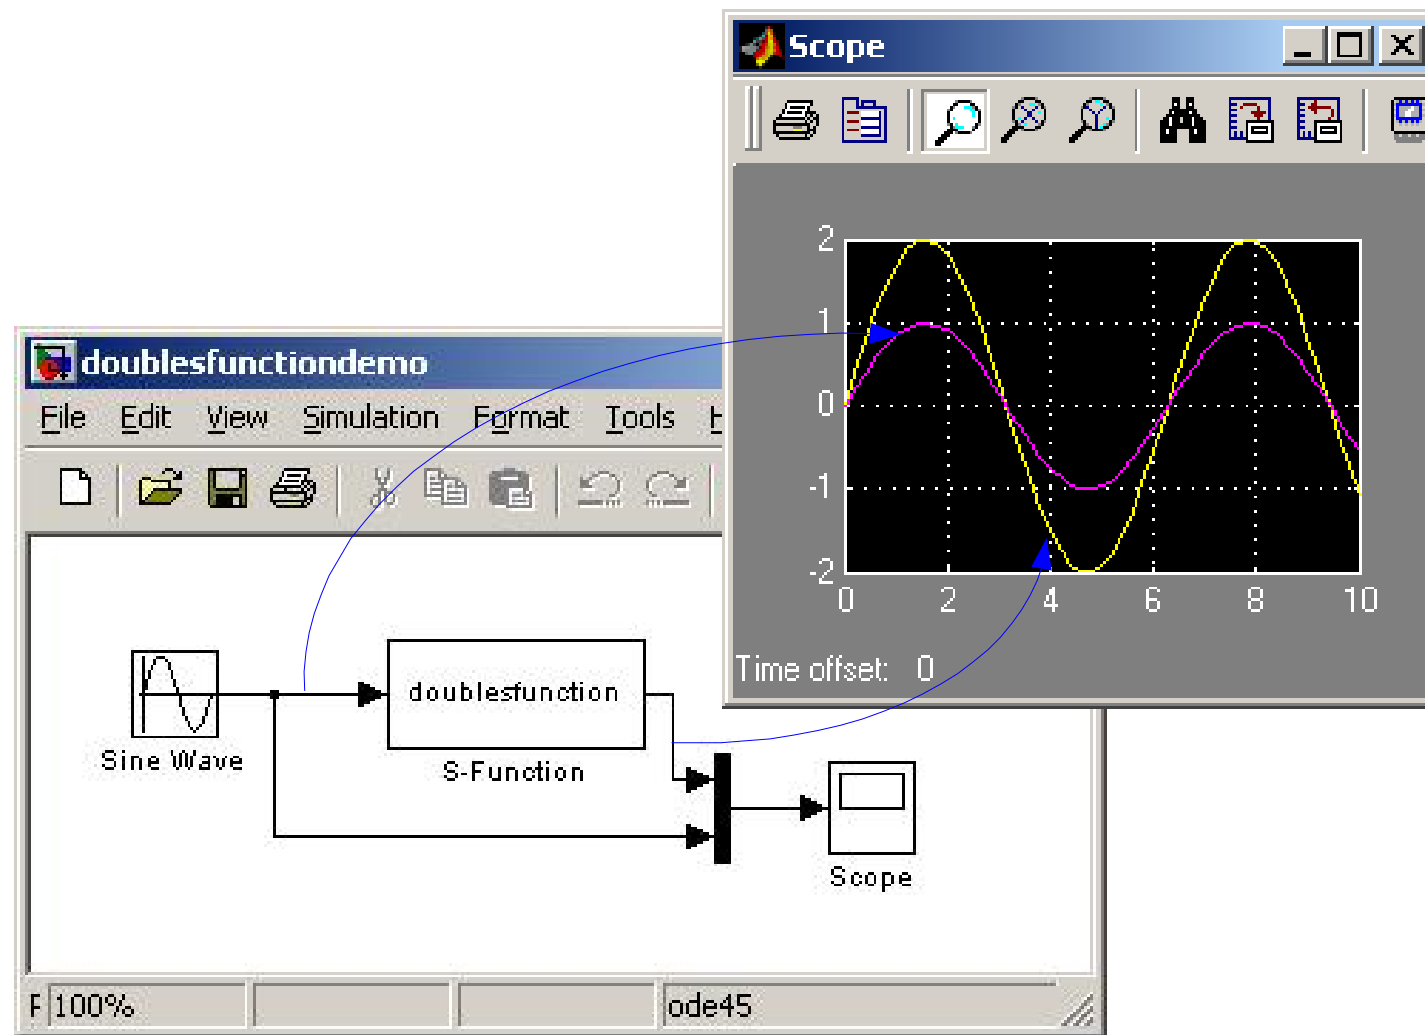 Scope
2
1
0
-1
-2
0 2 4 6 8 10
Time offset: 0
doublesfunctiondemo
File Edit View Simulation Format Tools
doublesfunction
Sine Wave
S-Function
Scope
100%
ode45